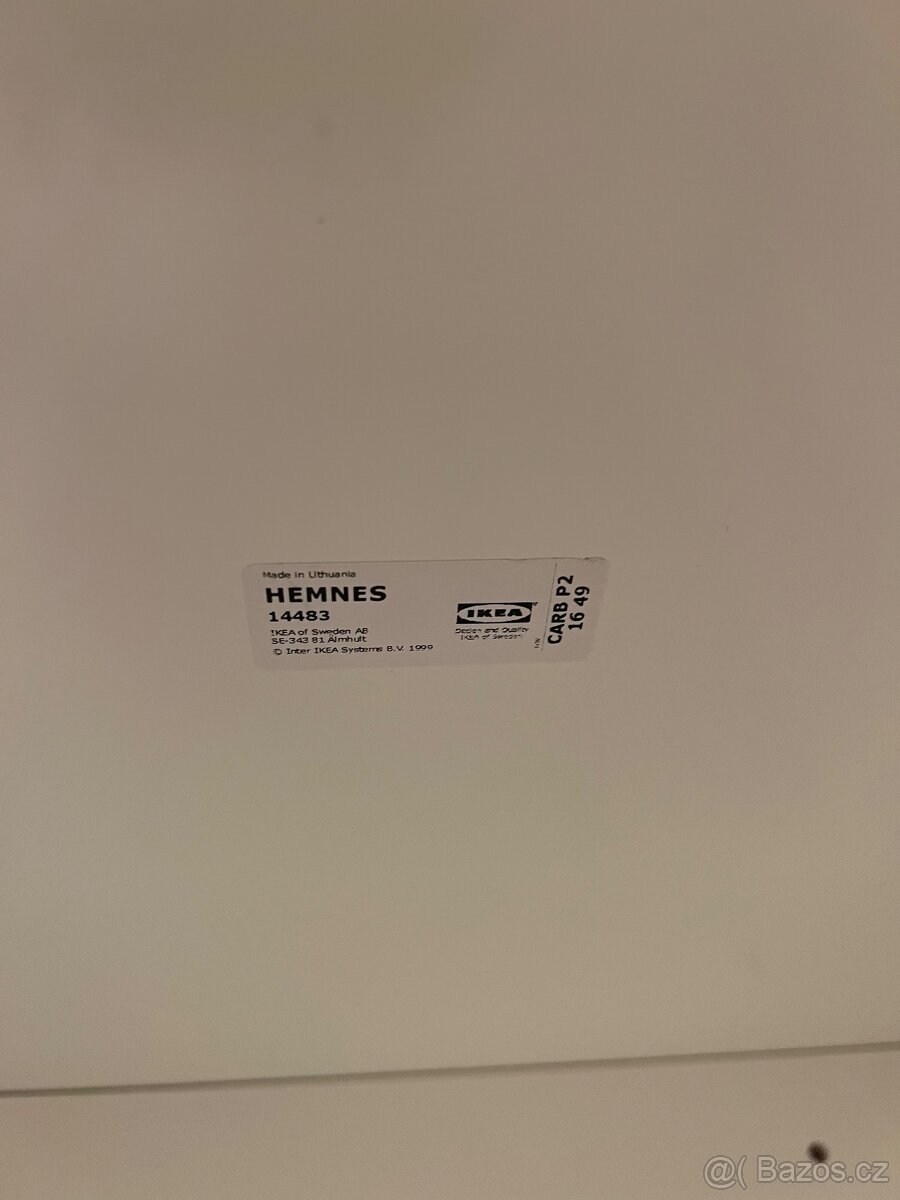 Made in Lithuania
HEMNES
14483
IKEA of Sweden AB
SE-343 81 Älmhult
© Inter IKEA Systems B.V. 1999
IKEA®
Design and Quality
IKEA of Sweden
CARB P2
16 49
@( Bazos.cz